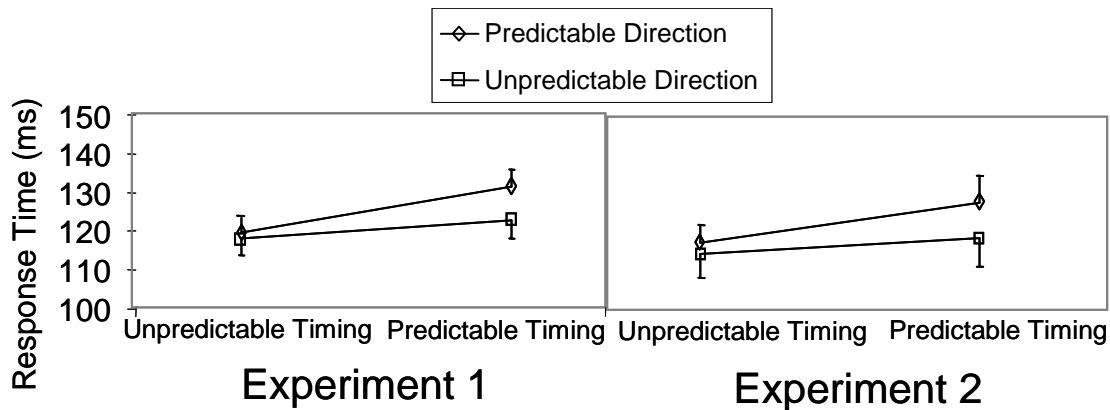 Predictable Direction
Unpredictable Direction
Response Time (ms)
150
140
130
120
110
100
Unpredictable Timing Predictable Timing Unpredictable Timing Predictable Timing
Experiment 1 Experiment 2